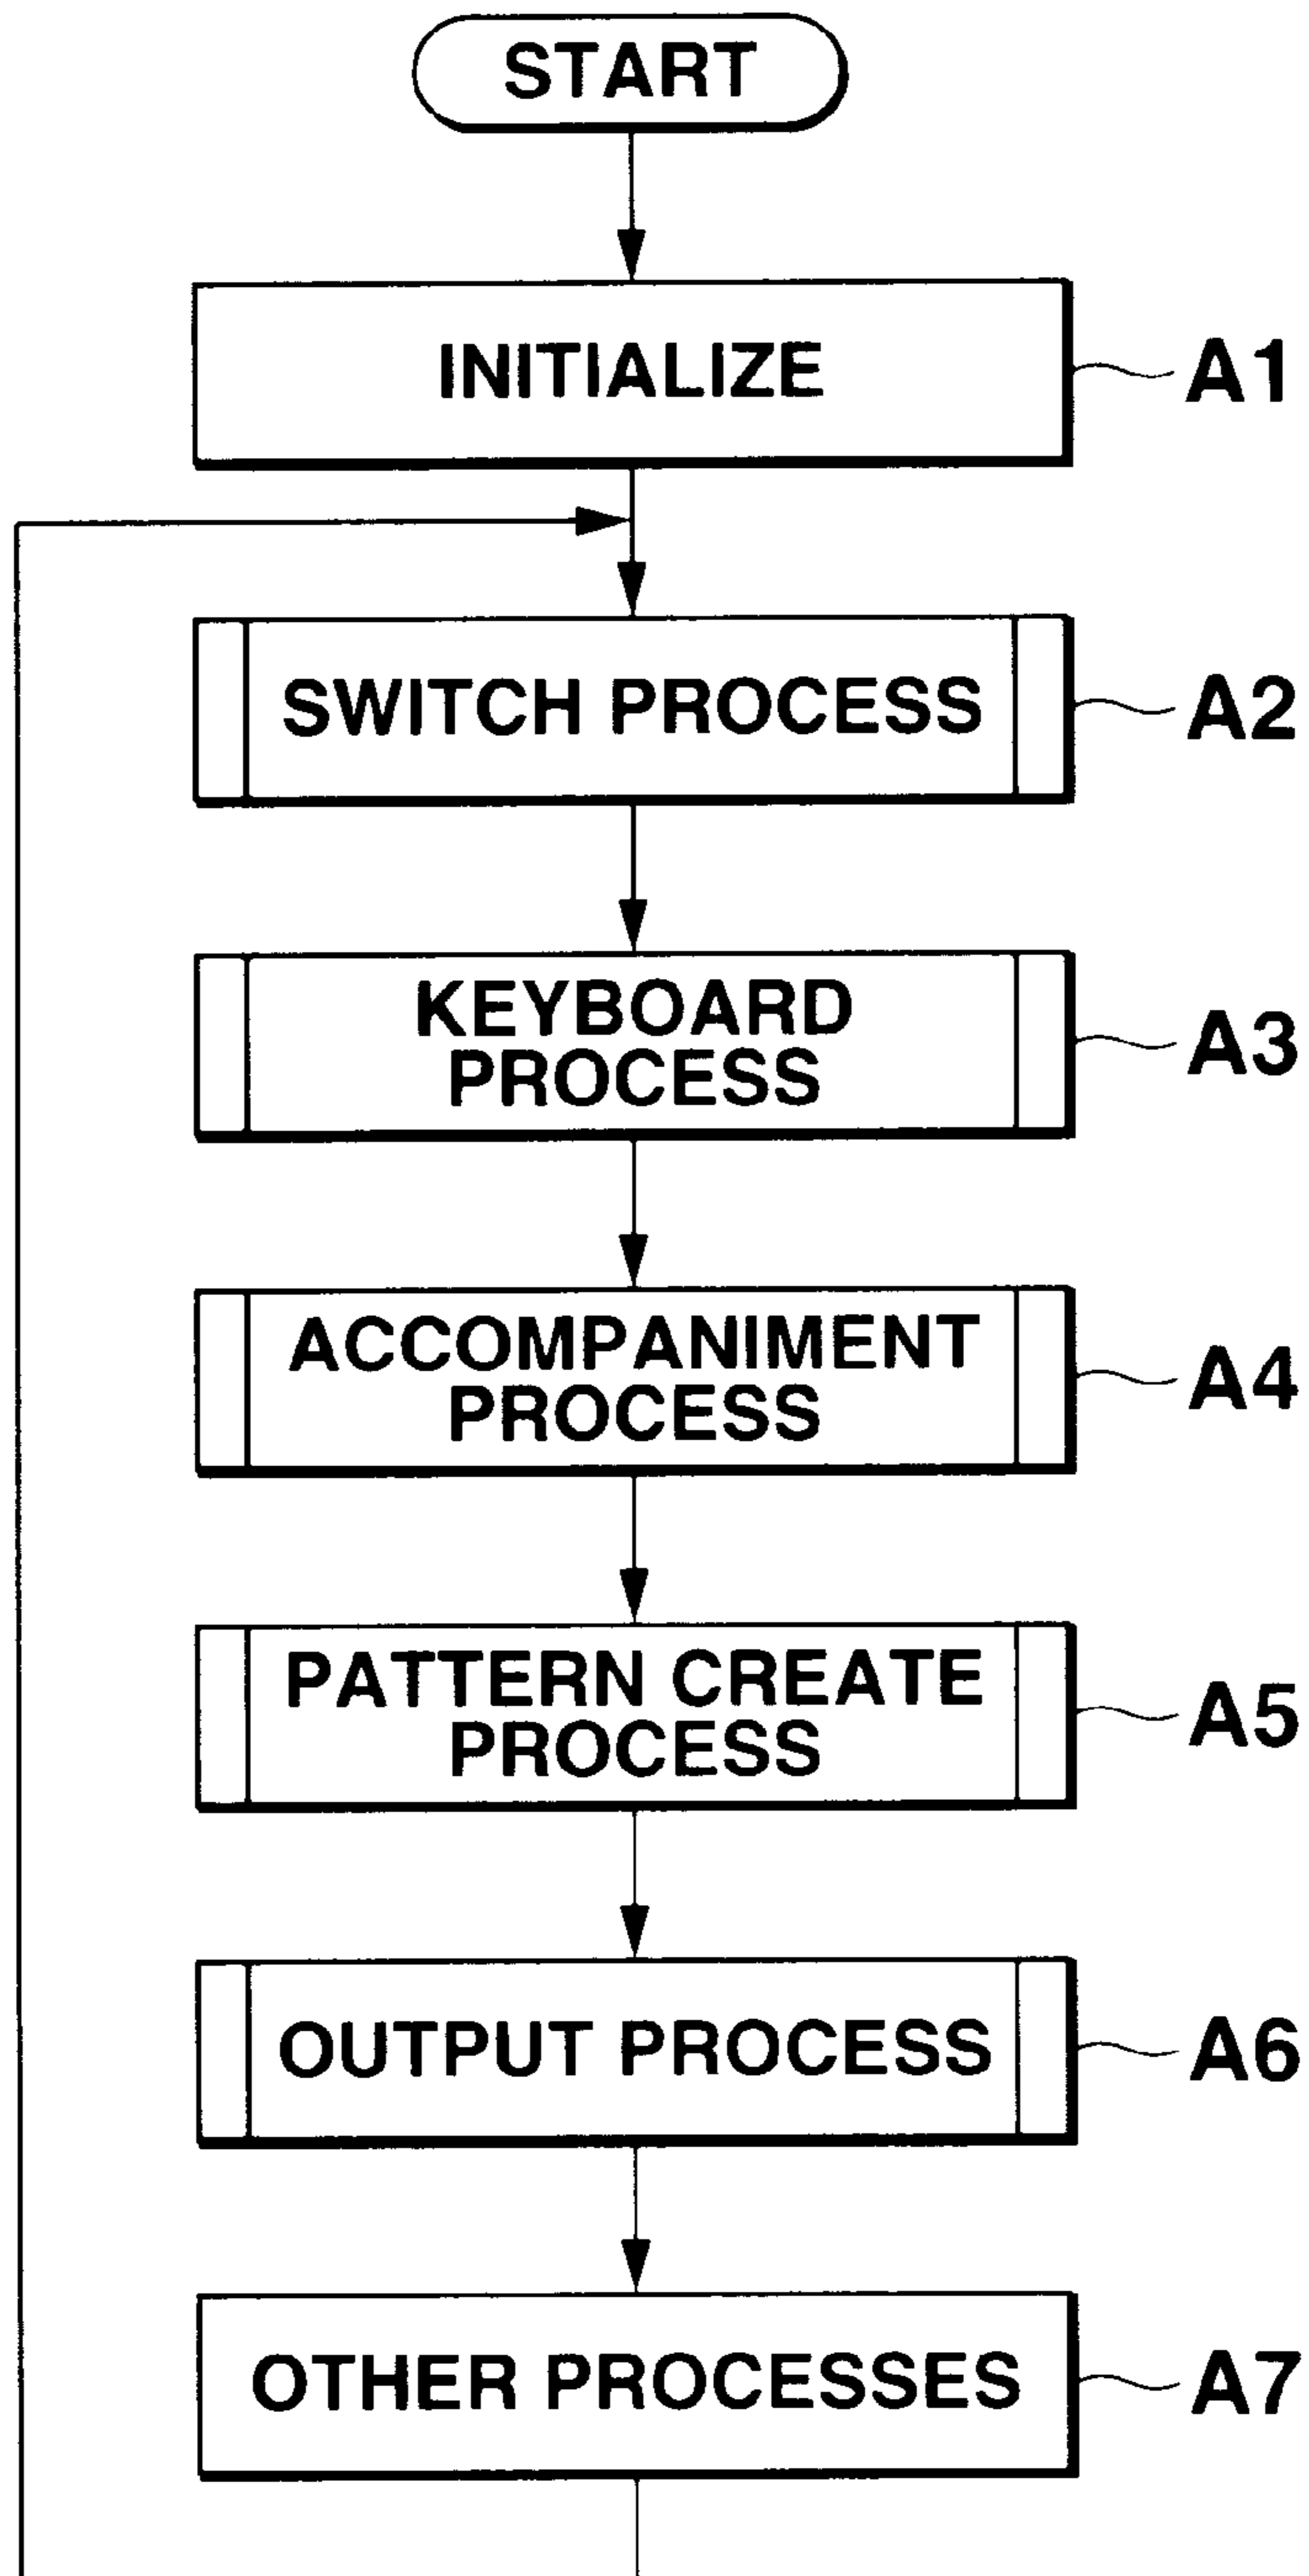 START
INITIALIZE
A1
SWITCH PROCESS
A2
KEYBOARD
PROCESS
A3
ACCOMPANIMENT
PROCESS
A4
PATTERN CREATE
PROCESS
A5
OUTPUT PROCESS
A6
OTHER PROCESSES
A7